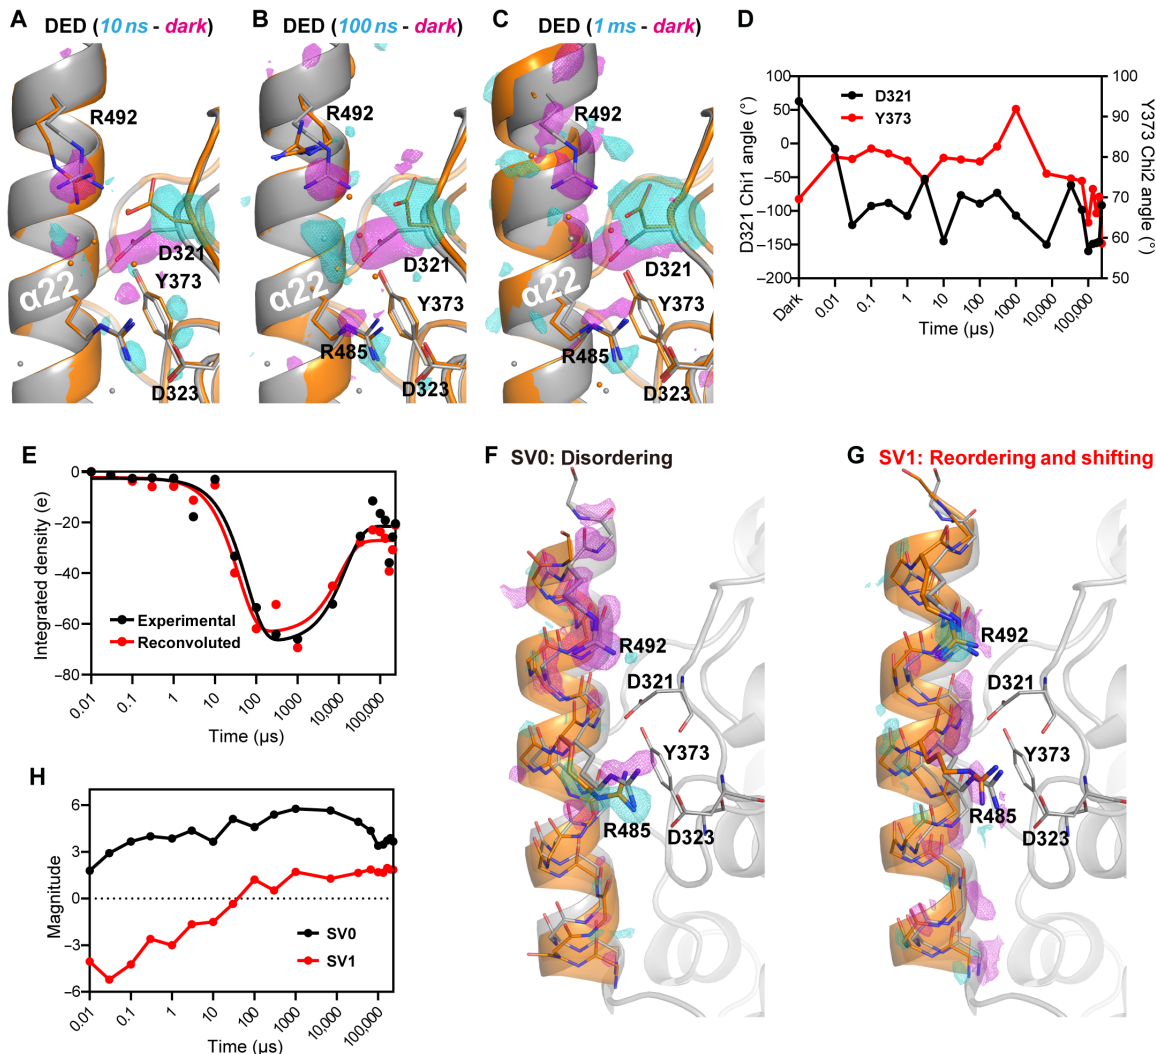 A DED (10 ns - dark)
R492
D321
Y373
α22
D323
B DED (100 ns - dark)
R492
D321
α22
Y373
R485
D323
C DED (1 ms - dark)
R492
D321
α22
Y373
R485
D323
D
D321 Chi1 angle (°)
100
50
0
−50
−100
−150
−200
D321
Y373
100
90
80
70
60
50
Y373 Chi2 angle (°)
Dark
0.01
0.1
1
10
100
1000
10,000
100,000
Time (μs)
E
Integrated density (e)
0
−20
−40
−60
−80
Experimental
Reconvoluted
0.01
0.1
1
10
100
1000
10,000
100,000
Time (μs)
F SV0: Disordering
R492
D321
Y373
R485
D323
G SV1: Reordering and shifting
R492
D321
Y373
R485
D323
H
Magnitude
6
3
0
−3
−6
SV0
SV1
0.01
0.1
1
10
100
1000
10,000
100,000
Time (μs)